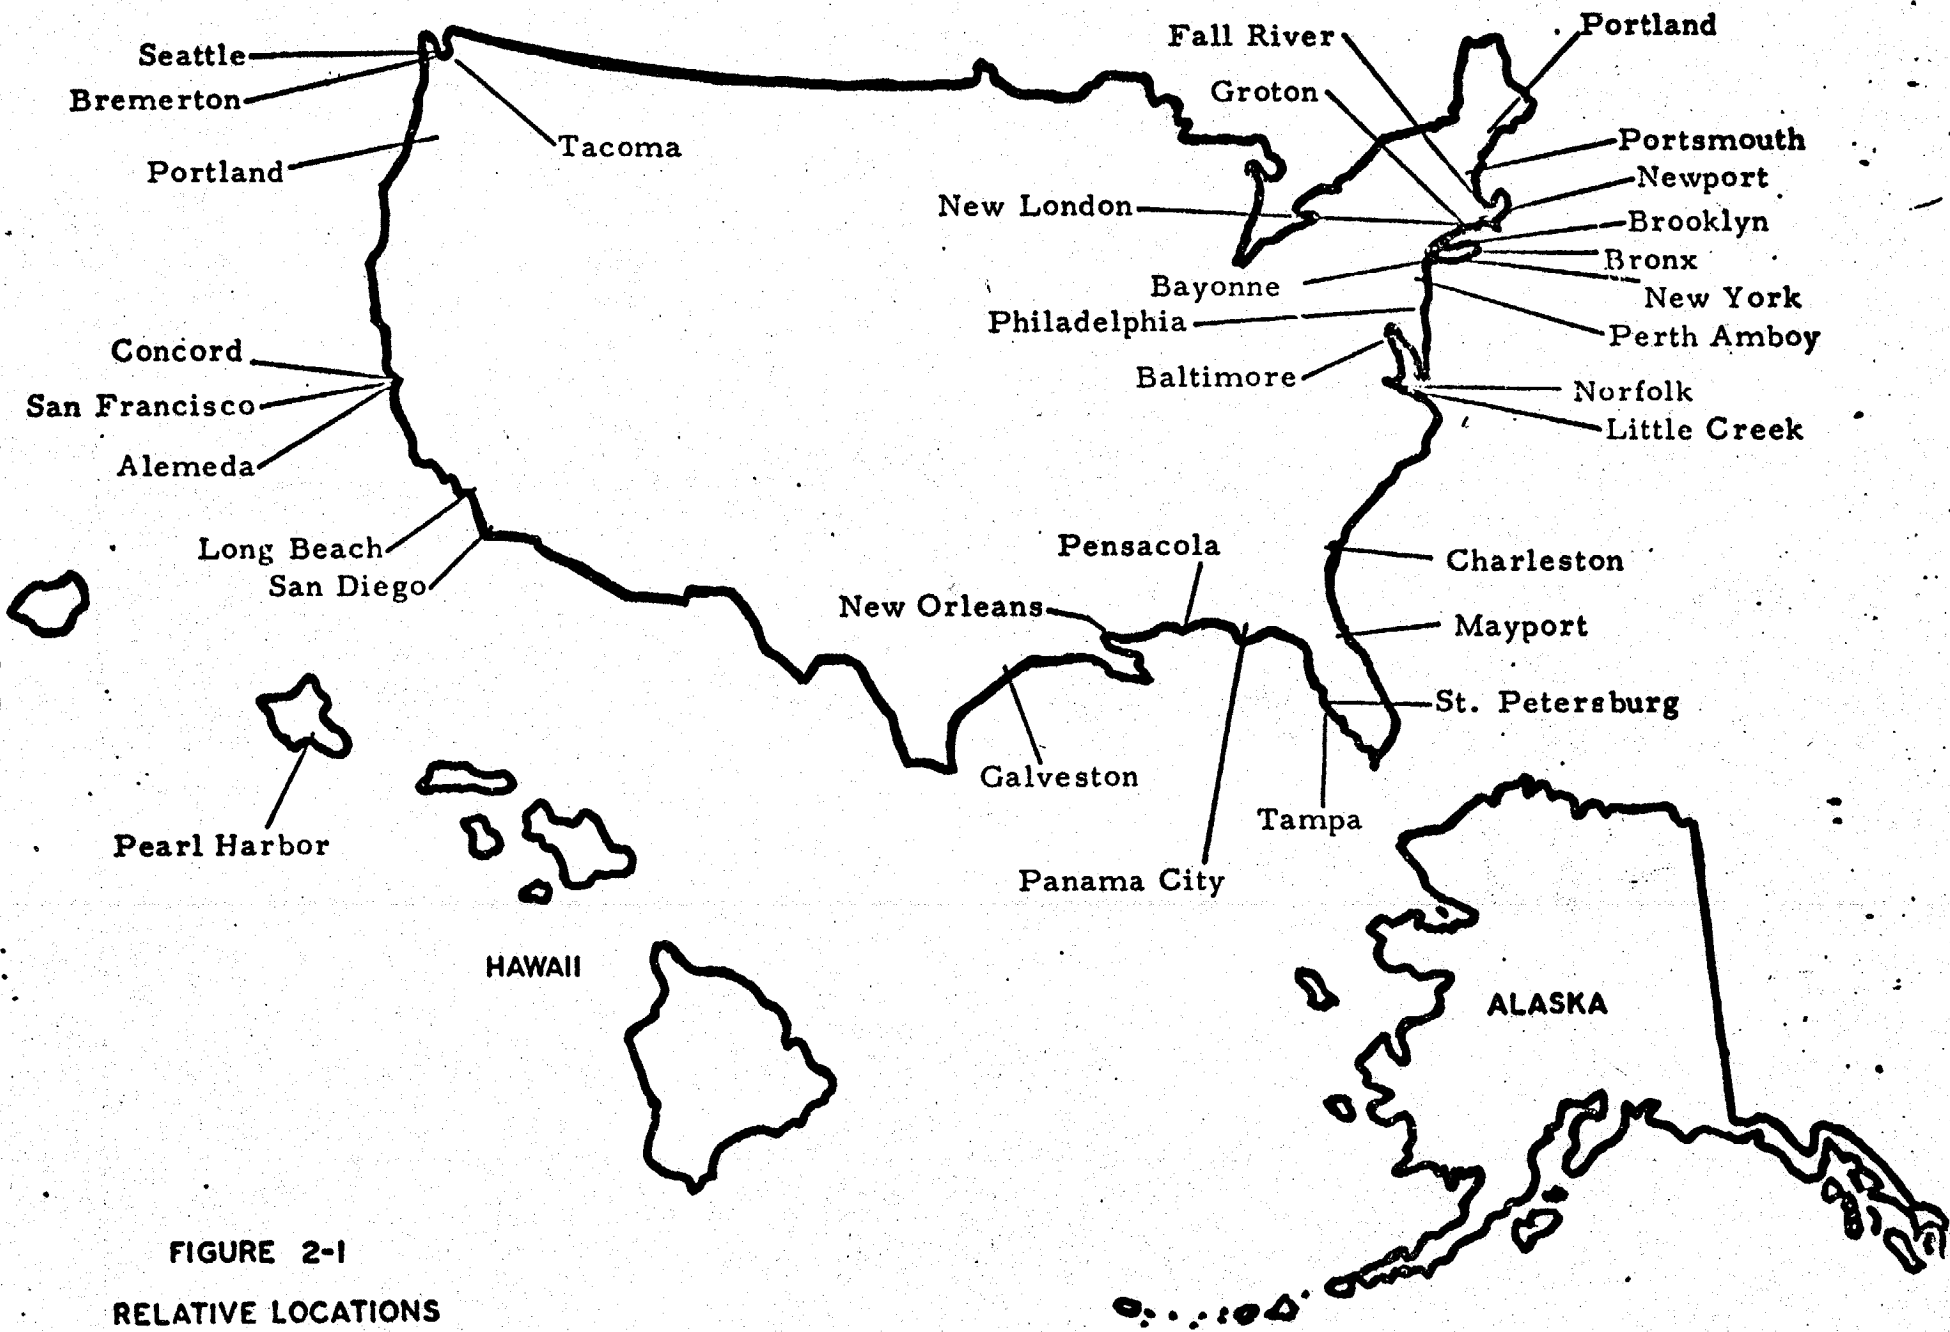 Seattle
Bremerton
Tacoma
Portland
Concord
San Francisco
Alemeda
Long Beach
San Diego
Fall River
Portland
Groton
Portsmouth
Newport
New London
Brooklyn
Bronx
Bayonne
New York
Philadelphia
Perth Amboy
Baltimore
Norfolk
Little Creek
Pensacola
Charleston
New Orleans
Mayport
St. Petersburg
Galveston
Tampa
Panama City
Pearl Harbor
HAWAII
ALASKA
FIGURE 2-1
RELATIVE LOCATIONS